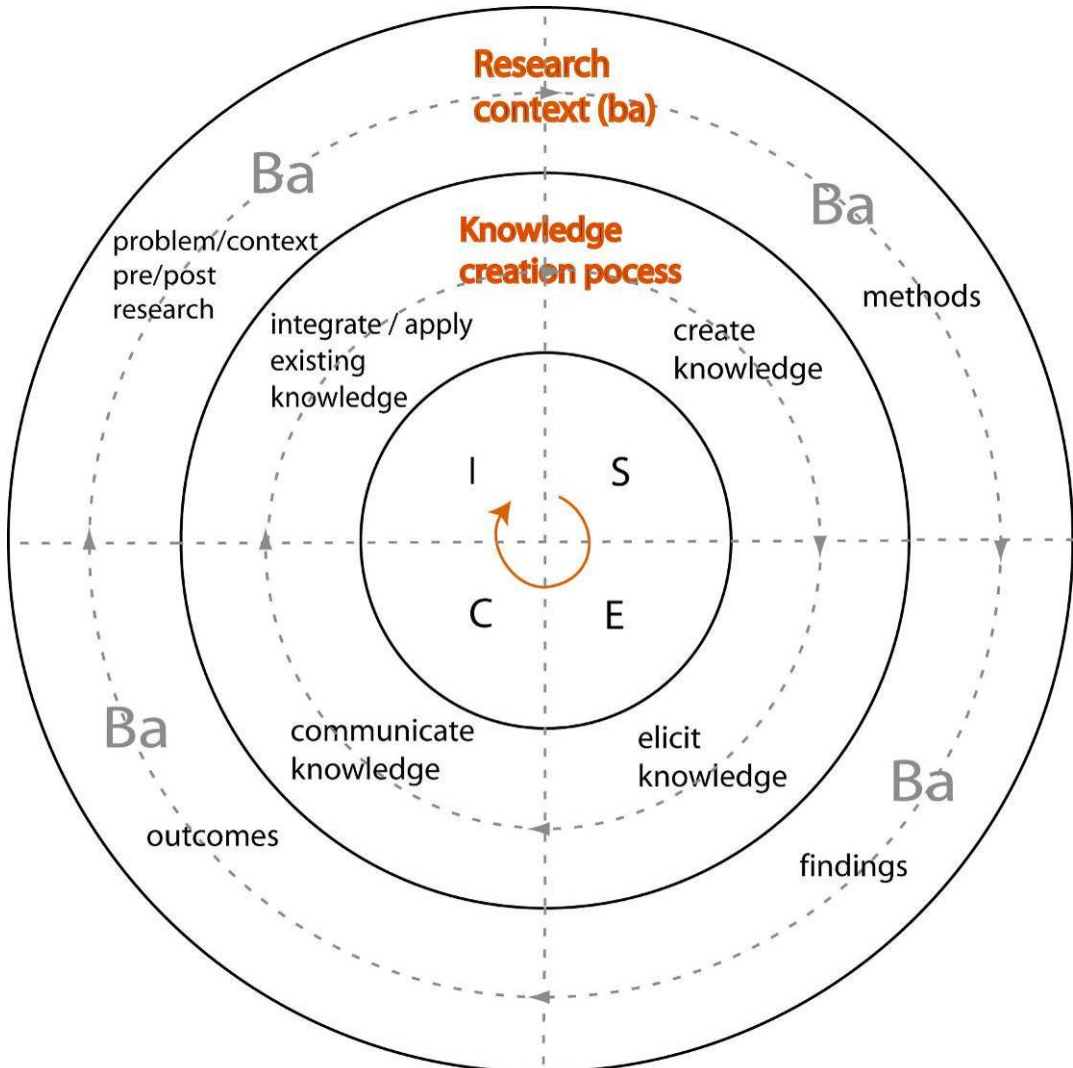 Research
context (ba)
Ba
Ba
problem/context
pre/post
research
methods
Knowledge
creation pocess
integrate / apply
existing
knowledge
create
knowledge
I
S
C
E
communicate
knowledge
elicit
knowledge
Ba
Ba
outcomes
findings